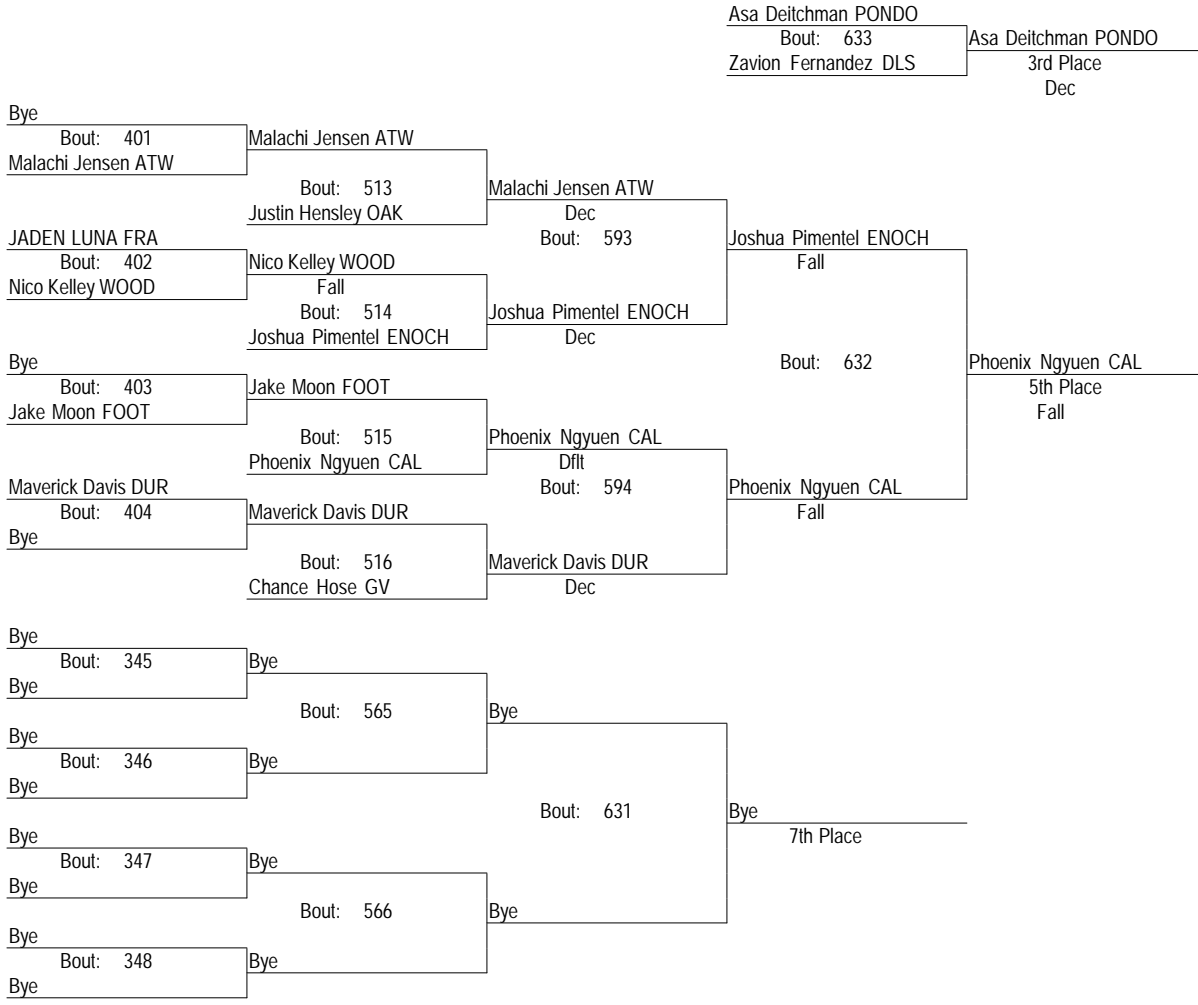 Asa Deitchman PONDO
Bout: 633
Asa Deitchman PONDO
Zavion Fernandez DLS
3rd Place
Dec
Bye
Bout: 401
Malachi Jensen ATW
Malachi Jensen ATW
Bout: 513
Malachi Jensen ATW
Justin Hensley OAK
Dec
JADEN LUNA FRA
Bout: 593
Joshua Pimentel ENOCH
Bout: 402
Nico Kelley WOOD
Fall
Nico Kelley WOOD
Fall
Bout: 514
Joshua Pimentel ENOCH
Joshua Pimentel ENOCH
Dec
Bye
Bout: 632
Phoenix Ngyuen CAL
Bout: 403
Jake Moon FOOT
5th Place
Jake Moon FOOT
Fall
Bout: 515
Phoenix Ngyuen CAL
Phoenix Ngyuen CAL
Dflt
Maverick Davis DUR
Bout: 594
Phoenix Ngyuen CAL
Bout: 404
Maverick Davis DUR
Fall
Bye
Bout: 516
Maverick Davis DUR
Chance Hose GV
Dec
Bye
Bout: 345
Bye
Bye
Bout: 565
Bye
Bye
Bout: 346
Bye
Bye
Bout: 631
Bye
Bye
7th Place
Bout: 347
Bye
Bye
Bout: 566
Bye
Bye
Bout: 348
Bye
Bye